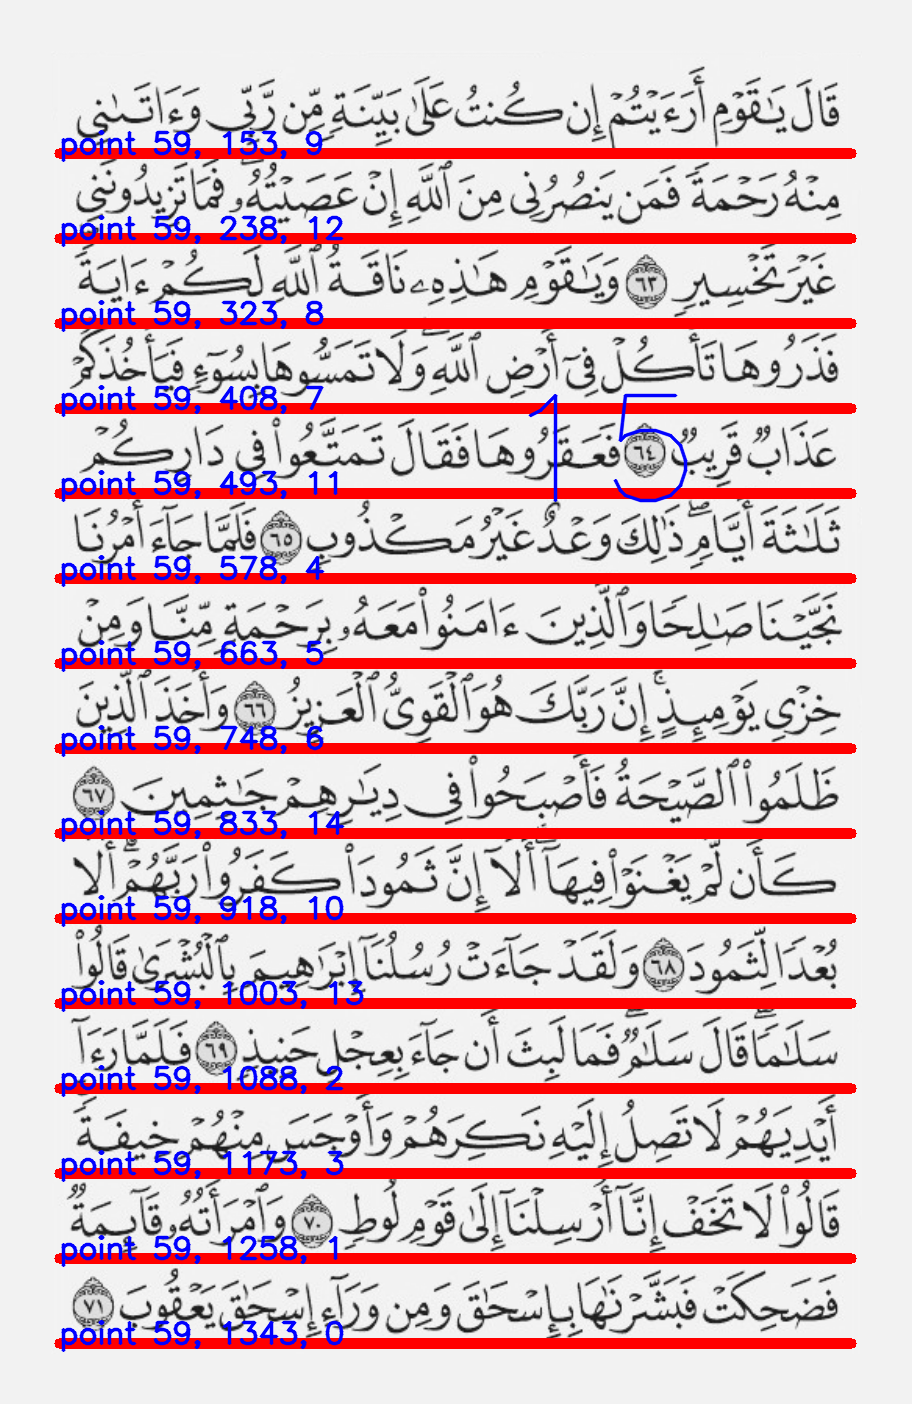 قَالَ يَٰقَوْمِ أَرَءَيْتُمْ إِن كُنتُ عَلَىٰ بَيِّنَةٍ مِّن رَّبِّى وَءَاتَىٰنِى
point 59, 153, 9
مِنْهُ رَحْمَةً فَمَن يَنصُرُنِى مِنَ ٱللَّهِ إِنْ عَصَيْتُهُۥ فَمَا تَزِيدُونَنِى
point 59, 238, 12
غَيْرَ تَخْسِيرٍ ٦٣ وَيَٰقَوْمِ هَٰذِهِۦ نَاقَةُ ٱللَّهِ لَكُمْ ءَايَةً
point 59, 323, 8
فَذَرُوهَا تَأْكُلْ فِىٓ أَرْضِ ٱللَّهِ وَلَا تَمَسُّوهَا بِسُوٓءٍ فَيَأْخُذَكُمْ
point 59, 408, 7
15
عَذَابٌ قَرِيبٌ ٦٤ فَعَقَرُوهَا فَقَالَ تَمَتَّعُوا۟ فِى دَارِكُمْ
point 59, 493, 11
ثَلَٰثَةَ أَيَّامٍ ۖ ذَٰلِكَ وَعْدٌ غَيْرُ مَكْذُوبٍ ٦٥ فَلَمَّا جَآءَ أَمْرُنَا
point 59, 578, 4
نَجَّيْنَا صَٰلِحًا وَٱلَّذِينَ ءَامَنُوا۟ مَعَهُۥ بِرَحْمَةٍ مِّنَّا وَمِنْ
point 59, 663, 5
خِزْىِ يَوْمِئِذٍ ۗ إِنَّ رَبَّكَ هُوَ ٱلْقَوِىُّ ٱلْعَزِيزُ ٦٦ وَأَخَذَ ٱلَّذِينَ
point 59, 748, 6
ظَلَمُوا۟ ٱلصَّيْحَةُ فَأَصْبَحُوا۟ فِى دِيَٰرِهِمْ جَٰثِمِينَ ٦٧
point 59, 833, 14
كَأَن لَّمْ يَغْنَوْا۟ فِيهَآ ۗ أَلَآ إِنَّ ثَمُودَا۟ كَفَرُوا۟ رَبَّهُمْ ۗ أَلَا
point 59, 918, 10
بُعْدًا لِّثَمُودَ ٦٨ وَلَقَدْ جَآءَتْ رُسُلُنَآ إِبْرَٰهِيمَ بِٱلْبُشْرَىٰ قَالُوا۟
point 59, 1003, 13
سَلَٰمًا ۖ قَالَ سَلَٰمٌ ۖ فَمَا لَبِثَ أَن جَآءَ بِعِجْلٍ حَنِيذٍ ٦٩ فَلَمَّا رَءَآ
point 59, 1088, 2
أَيْدِيَهُمْ لَا تَصِلُ إِلَيْهِ نَكِرَهُمْ وَأَوْجَسَ مِنْهُمْ خِيفَةً ۚ
point 59, 1173, 3
قَالُوا۟ لَا تَخَفْ إِنَّآ أُرْسِلْنَآ إِلَىٰ قَوْمِ لُوطٍ ٧٠ وَٱمْرَأَتُهُۥ قَآئِمَةٌ
point 59, 1258, 1
فَضَحِكَتْ فَبَشَّرْنَٰهَا بِإِسْحَٰقَ وَمِن وَرَآءِ إِسْحَٰقَ يَعْقُوبَ ٧١
point 59, 1343, 0